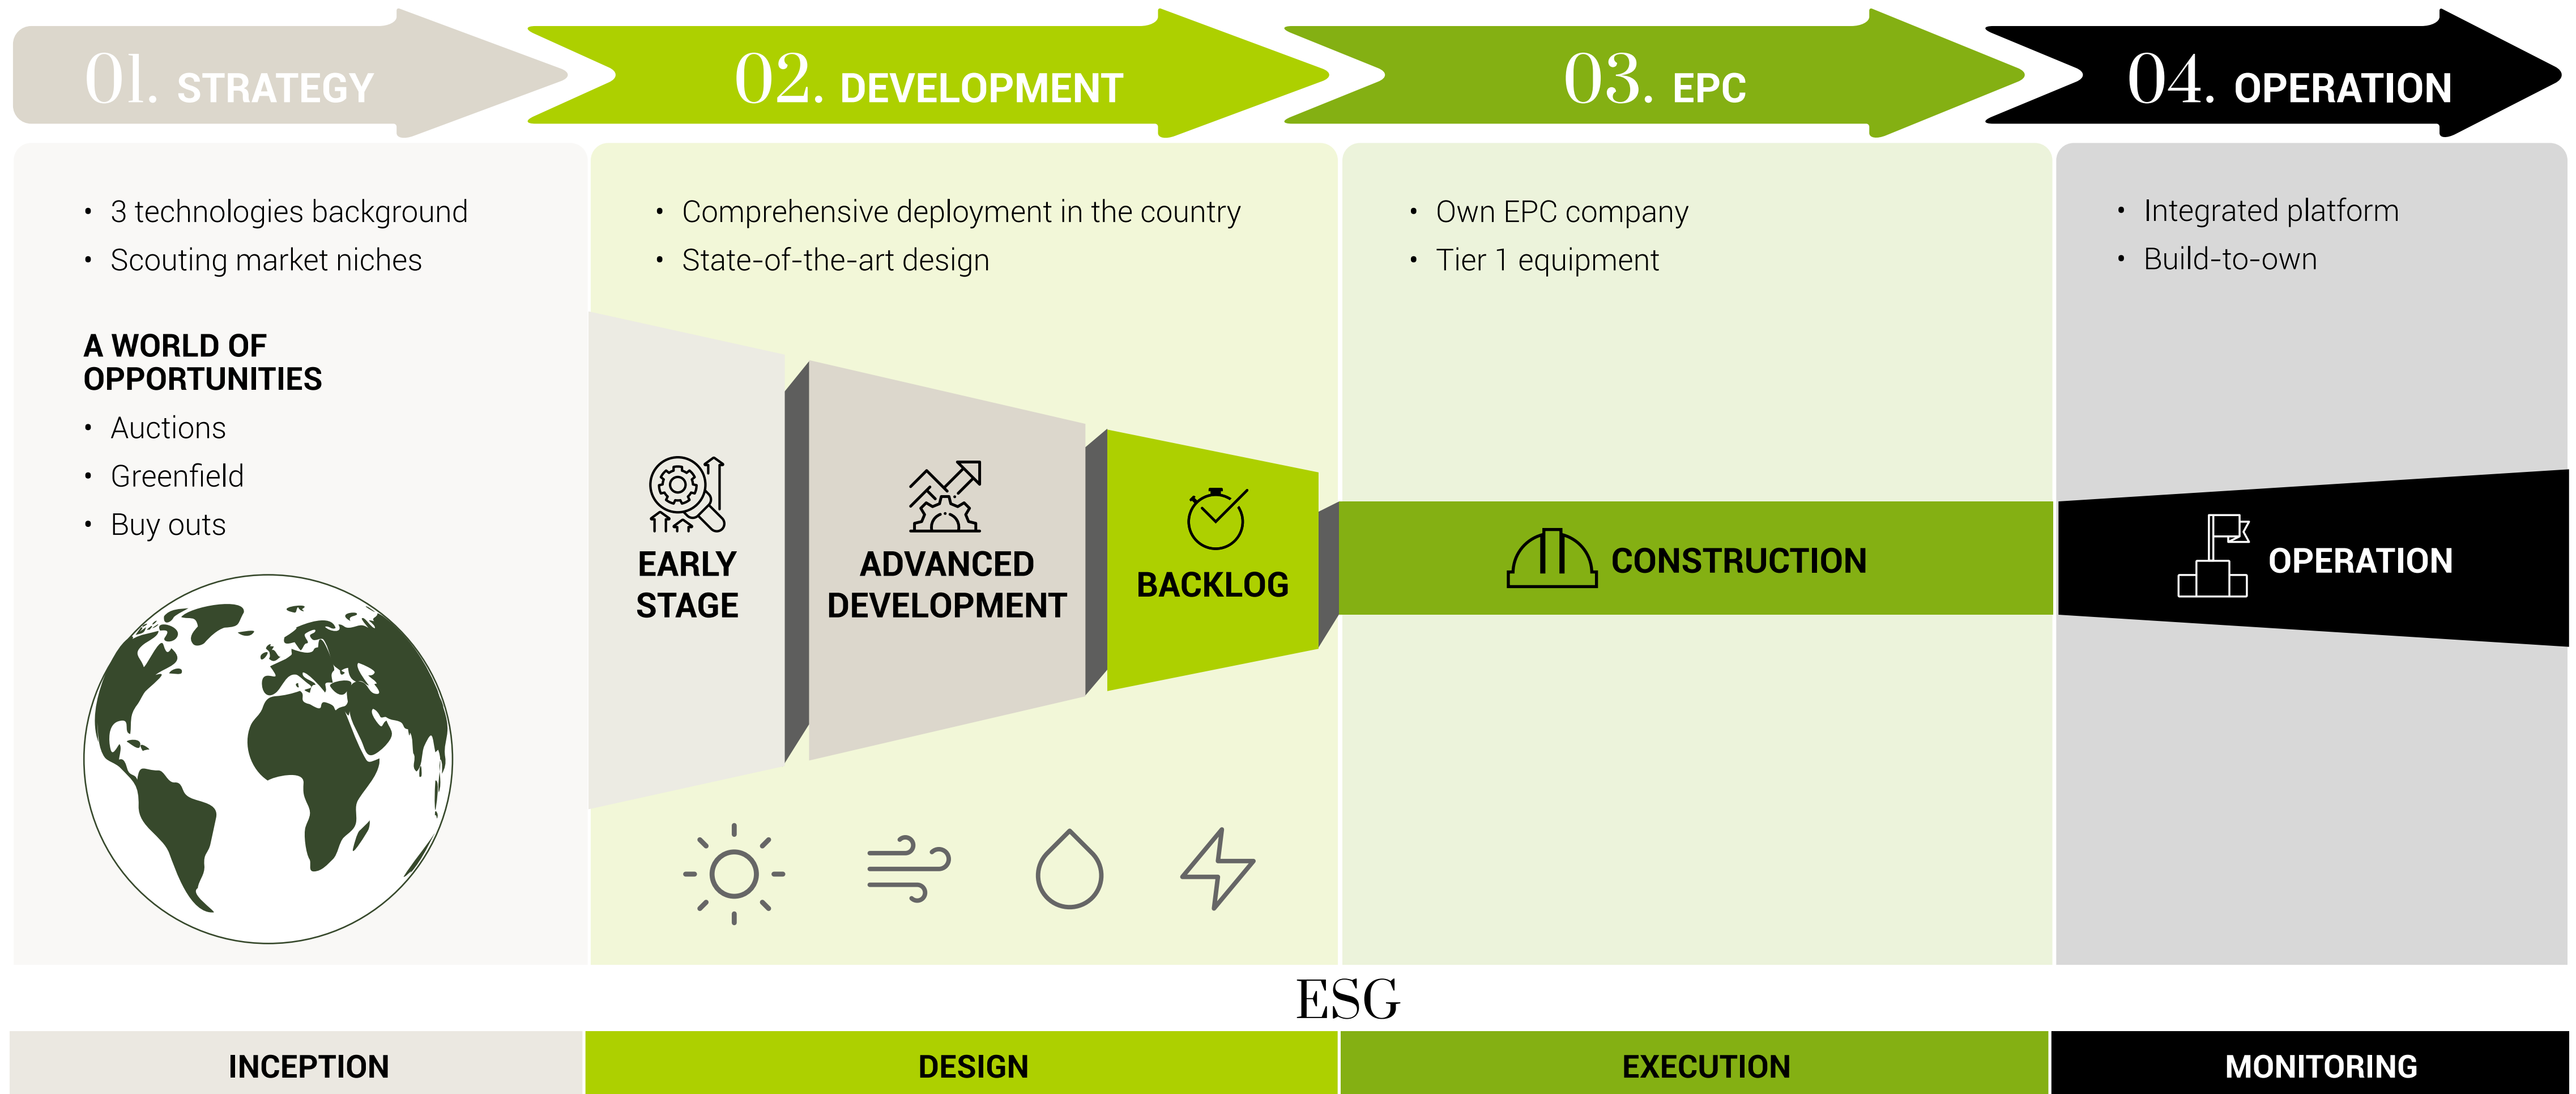 01. STRATEGY
02. DEVELOPMENT
03. EPC
04. OPERATION
• 3 technologies background
• Scouting market niches
A WORLD OF
OPPORTUNITIES
• Auctions
• Greenfield
• Buy outs
• Comprehensive deployment in the country
• State-of-the-art design
EARLY
STAGE
ADVANCED
DEVELOPMENT
BACKLOG
• Own EPC company
• Tier 1 equipment
CONSTRUCTION
• Integrated platform
• Build-to-own
OPERATION
ESG
INCEPTION
DESIGN
EXECUTION
MONITORING